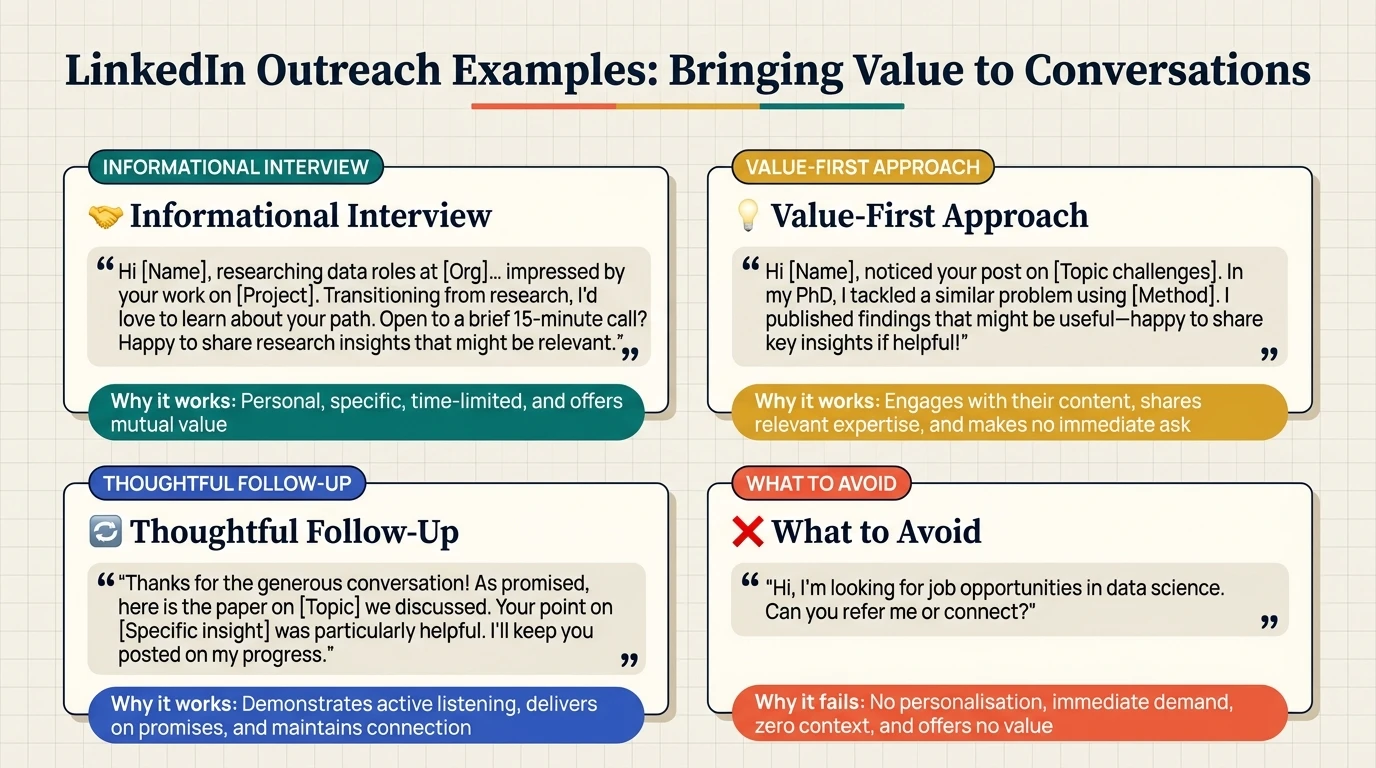 LinkedIn Outreach Examples: Bringing Value to Conversations
INFORMATIONAL INTERVIEW
Informational Interview
“Hi [Name], researching data roles at [Org]... impressed by
your work on [Project]. Transitioning from research, I'd
love to learn about your path. Open to a brief 15-minute call?
Happy to share research insights that might be relevant.””
Why it works: Personal, specific, time-limited, and offers
mutual value
VALUE-FIRST APPROACH
Value-First Approach
“Hi [Name], noticed your post on [Topic challenges]. In
my PhD, I tackled a similar problem using [Method]. I
published findings that might be useful—happy to share
key insights if helpful!”
”
Why it works: Engages with their content, shares
relevant expertise, and makes no immediate ask
THOUGHTFUL FOLLOW-UP
Thoughtful Follow-Up
““Thanks for the generous conversation! As promised,
here is the paper on [Topic] we discussed. Your point on
[Specific insight] was particularly helpful. I'll keep you
posted on my progress.”
”
Why it works: Demonstrates active listening, delivers
on promises, and maintains connection
WHAT TO AVOID
What to Avoid
“"Hi, I'm looking for job opportunities in data science.
Can you refer me or connect?"
”
Why it fails: No personalisation, immediate demand,
zero context, and offers no value